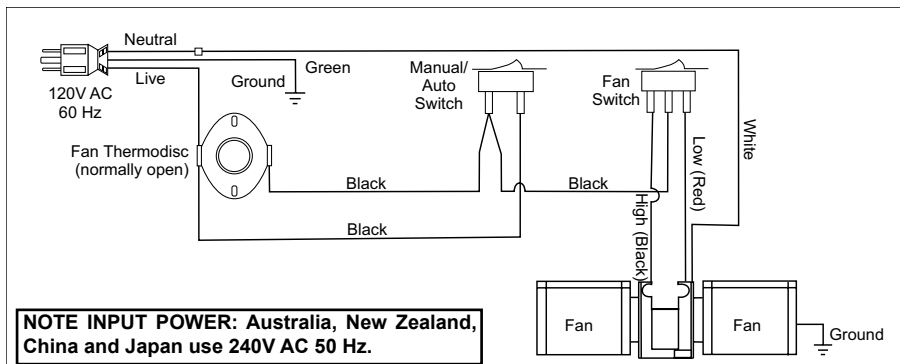 Neutral
Green
Live
Ground
120V AC
60 Hz
Manual/
Auto
Switch
Fan
Switch
White
Fan Thermodisc
(normally open)
Black
Black
Low (Red)
High (Black)
Black
Fan
Fan
Ground
NOTE INPUT POWER: Australia, New Zealand,
China and Japan use 240V AC 50 Hz.